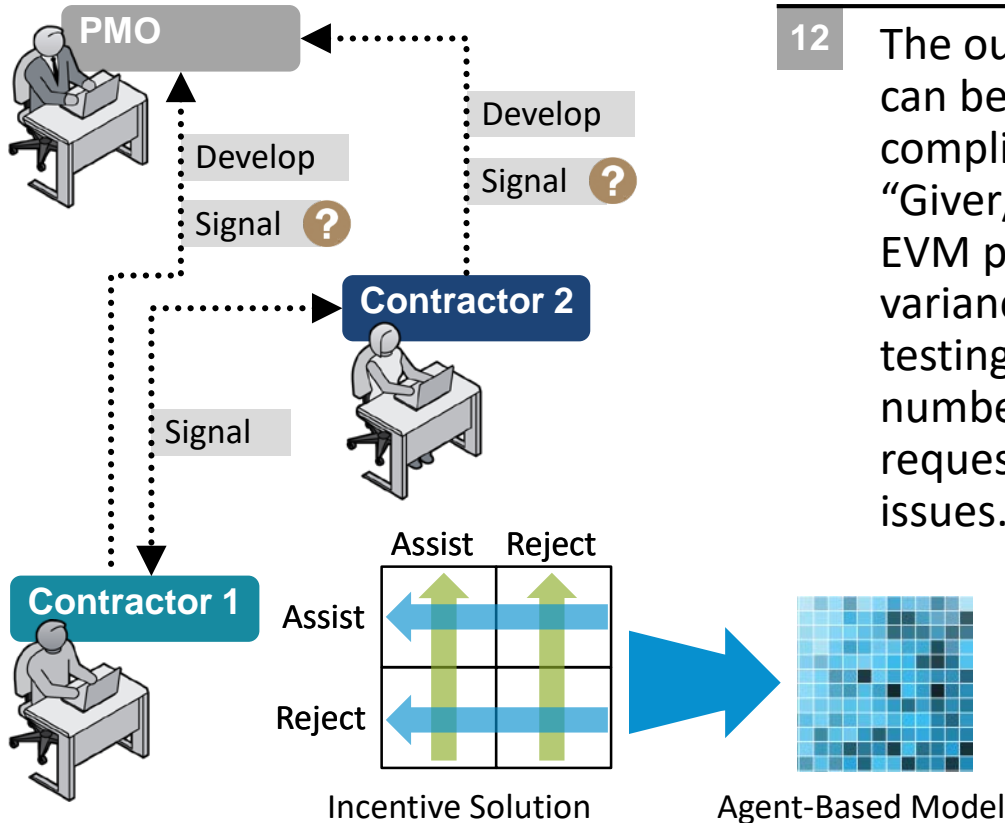 PMO
Develop
Signal ?
Develop
Signal ?
Contractor 2
Signal
Contractor 1
Assist Reject
Assist
Reject
Incentive Solution
Agent-Based Model
12
The ou
can be
compli
“Giver,
EVM p
varianc
testing
numbe
reques
issues.